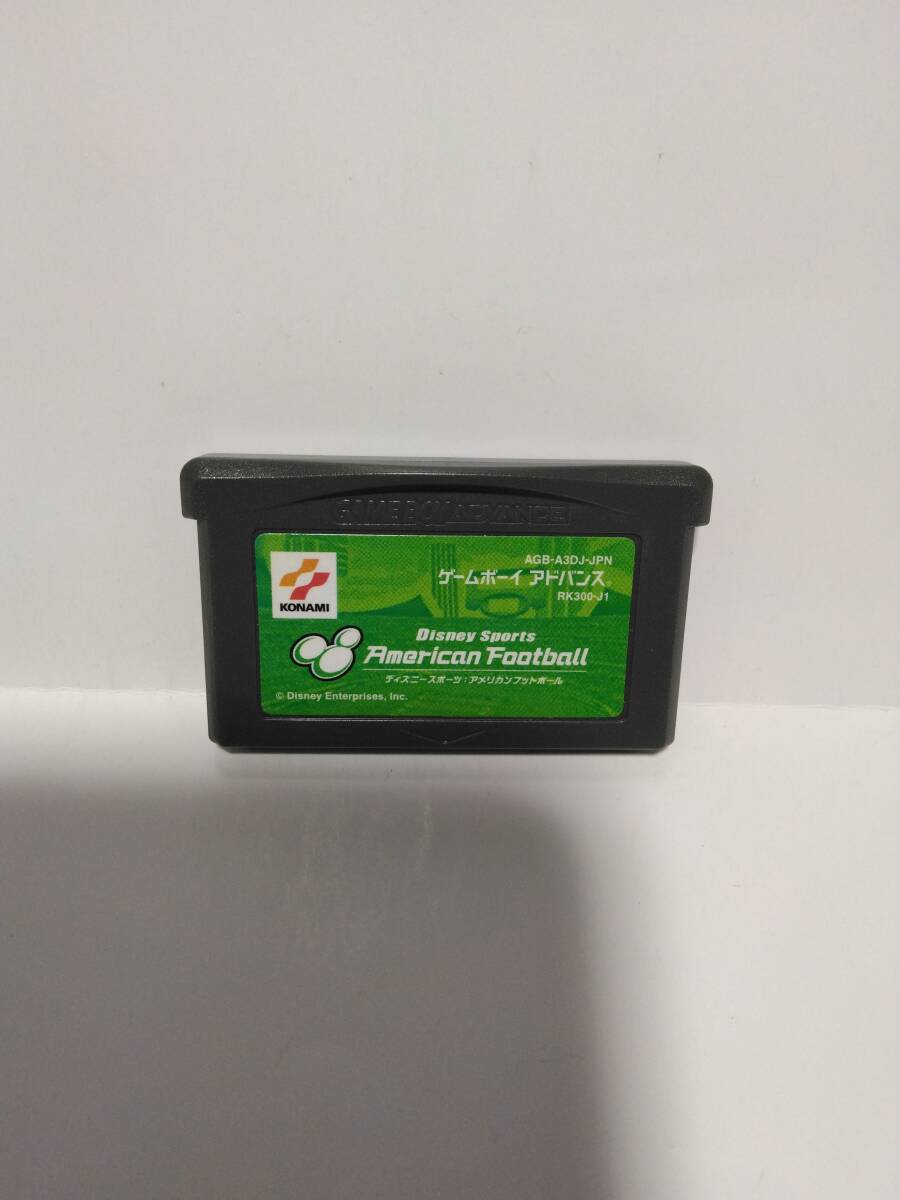 GAME BOY ADVANCE
AGB-A3DJ-JPN
ゲームボーイ アドバンス®
RK300-J1
KONAMI
Disney Sports
American Football
ディズニースポーツ:アメリカンフットボール
© Disney Enterprises, Inc.